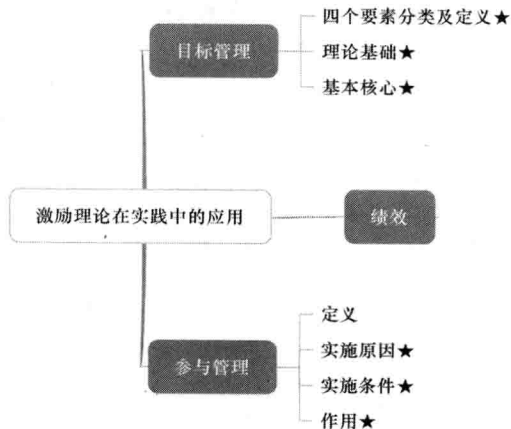 四个要素分类及定义★
目标管理
理论基础★
基本核心★
激励理论在实践中的应用
绩效
定义
实施原因★
参与管理
实施条件★
作用★